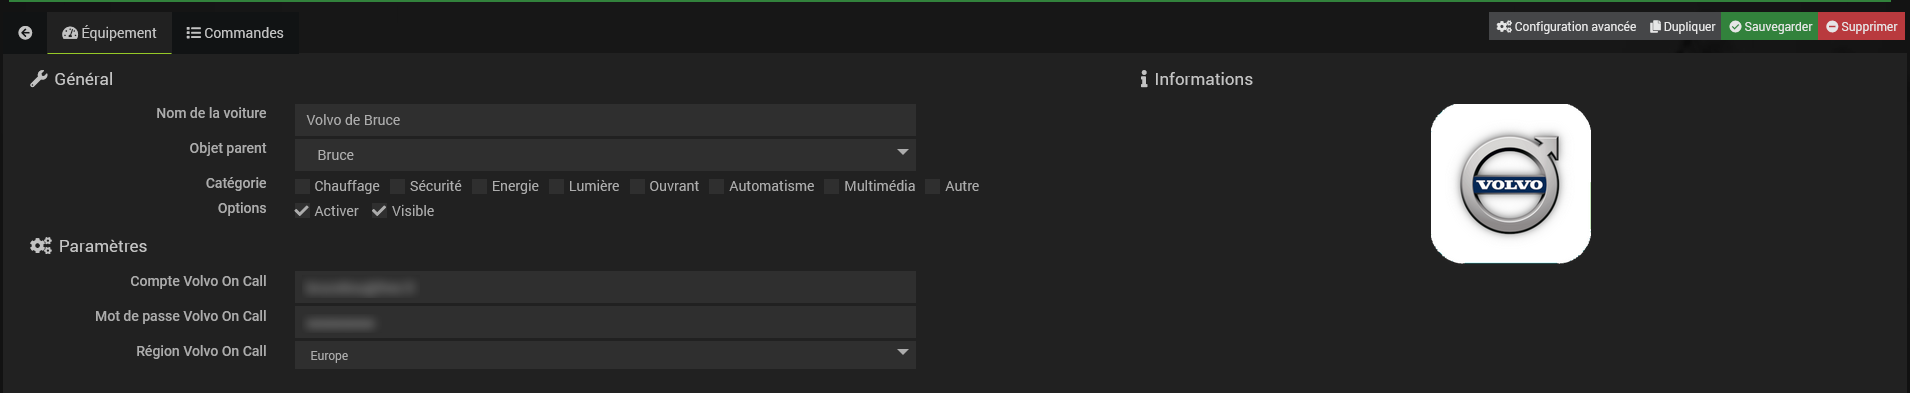 Équipement Commandes Configuration avancée Dupliquer Sauvegarder Supprimer
Général Informations
Nom de la voiture Volvo de Bruce
Objet parent Bruce
Catégorie Chauffage Sécurité Energie Lumière Ouvrant Automatisme Multimédia Autre
VOLVO
Options Activer Visible
Paramètres
Compte Volvo On Call
Mot de passe Volvo On Call
Région Volvo On Call Europe